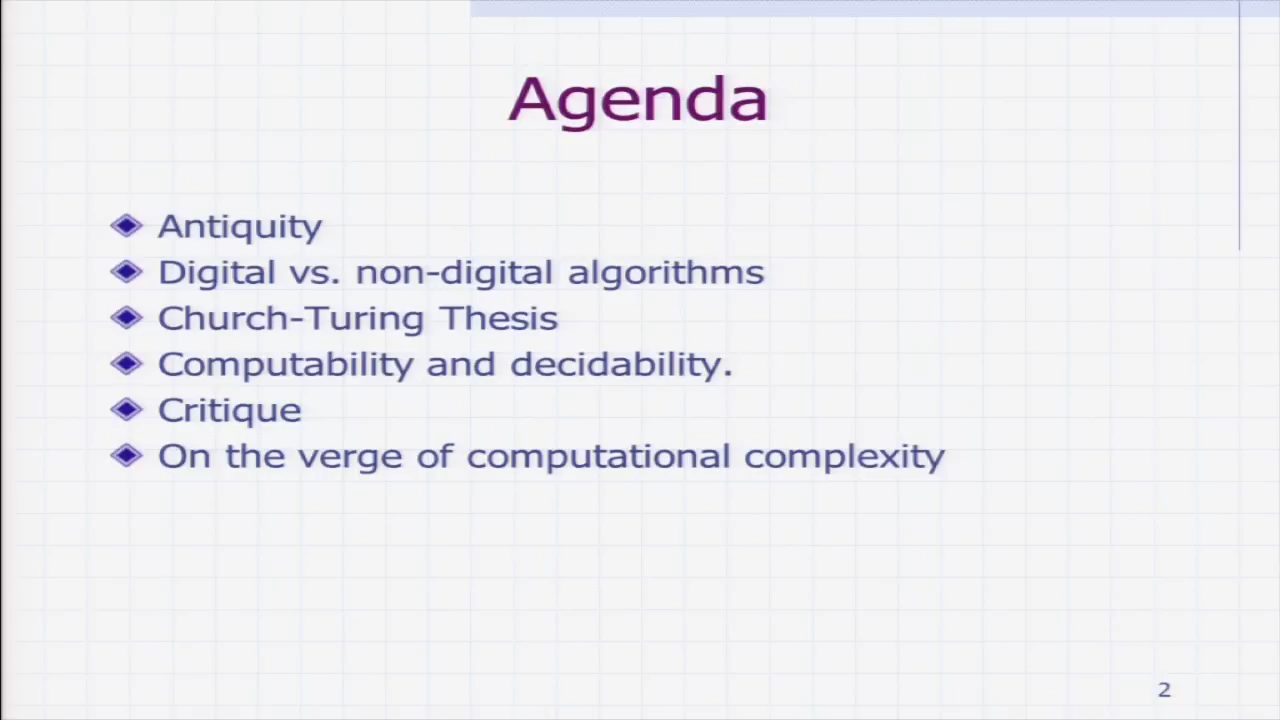 Agenda
Antiquity
Digital vs. non-digital algorithms
Church-Turing Thesis
Computability and decidability.
Critique
On the verge of computational complexity
2